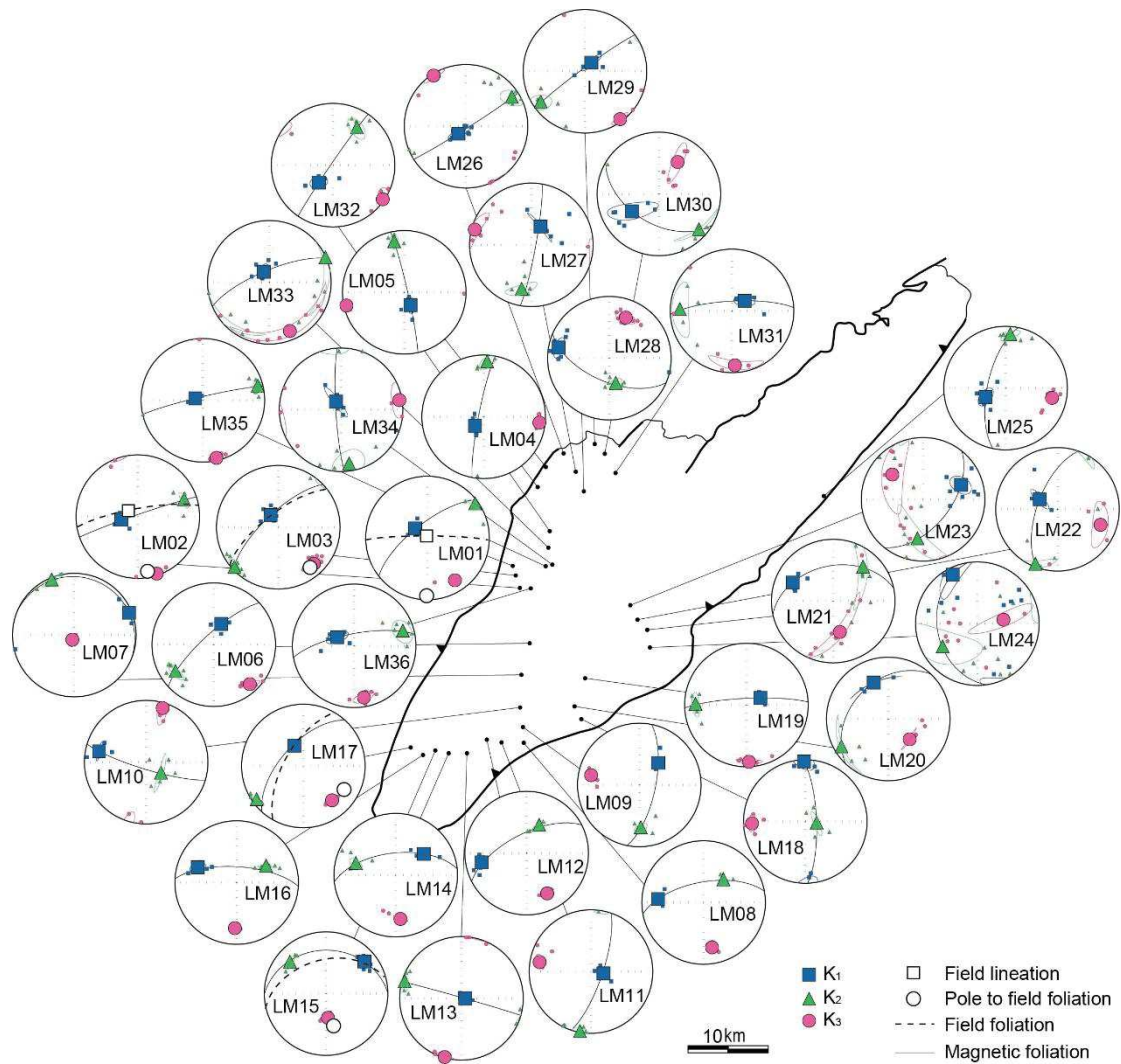 LM29
LM26
LM32
LM30
LM27
LM33
LM05
LM31
LM28
LM25
LM35
LM34
LM04
LM23
LM22
LM02
LM03
LM01
LM21
LM24
LM07
LM06
LM36
LM19
LM20
LM10
LM17
LM09
LM18
LM16
LM14
LM12
LM08
LM15
LM13
LM11
K1
K2
K3
Field lineation
Pole to field foliation
Field foliation
Magnetic foliation
10km